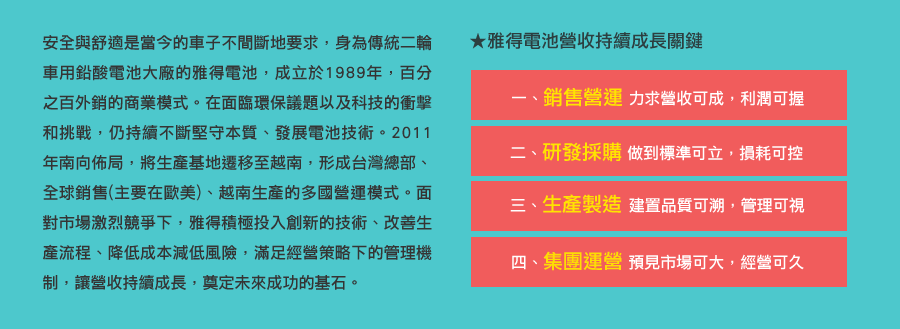 安全與舒適是當今的車子不間斷地要求，身為傳統二輪
車用鉛酸電池大廠的雅得電池，成立於1989年，百分
之百外銷的商業模式。在面臨環保議題以及科技的衝擊
和挑戰，仍持續不斷堅守本質、發展電池技術。2011
年南向佈局，將生產基地遷移至越南，形成台灣總部、
全球銷售(主要在歐美)、越南生產的多國營運模式。面
對市場激烈競爭下，雅得積極投入創新的技術、改善生
產流程、降低成本減低風險，滿足經營策略下的管理機
制，讓營收持續成長，奠定未來成功的基石。
★雅得電池營收持續成長關鍵
一、銷售營運 力求營收可成，利潤可握
二、研發採購 做到標準可立，損耗可控
三、生產製造 建置品質可溯，管理可視
四、集團運營 預見市場可大，經營可久